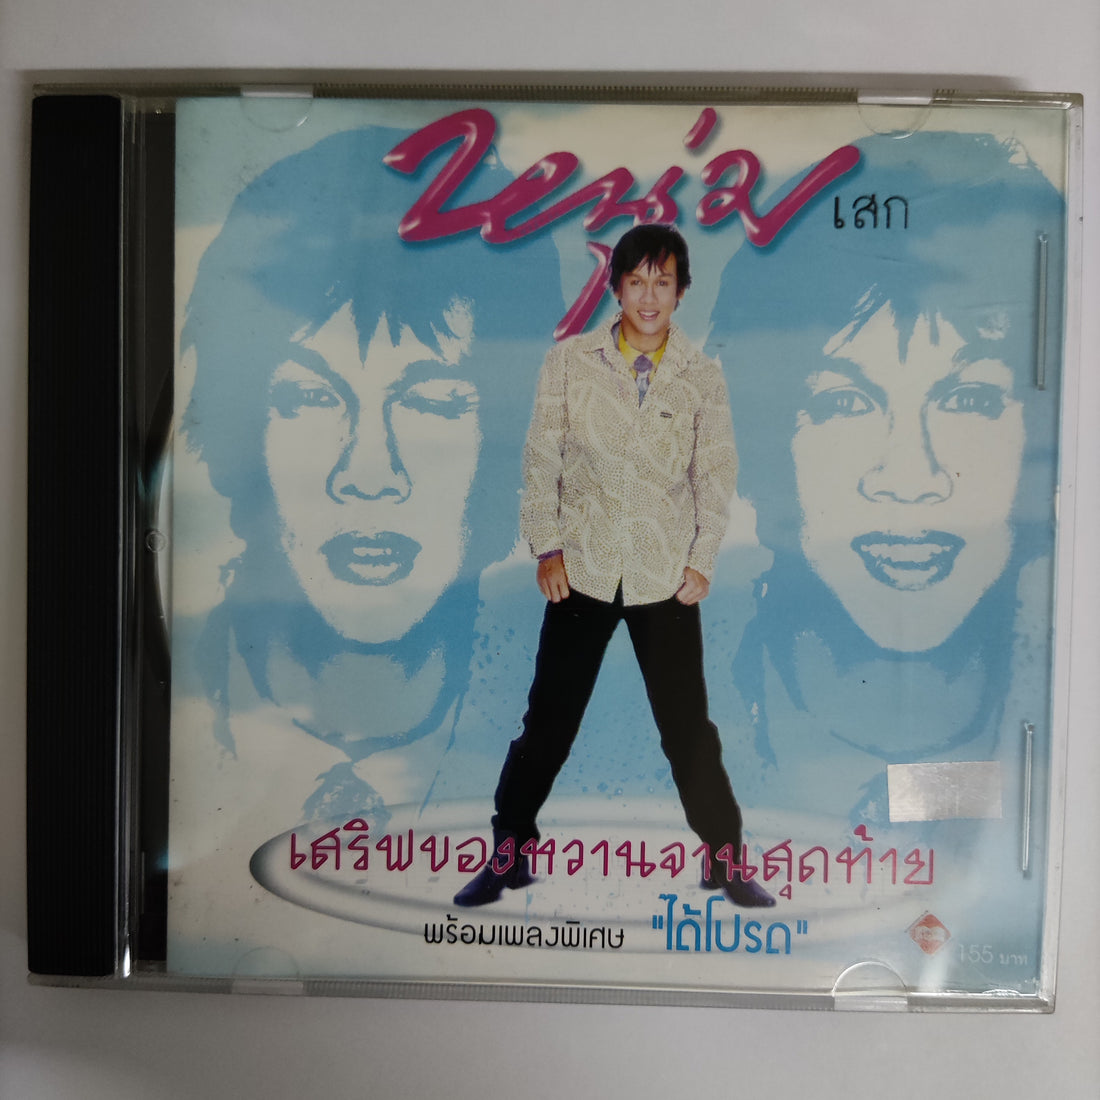 หนุ่ม เสก
เสริฟของหวานจานสุดท้าย
พร้อมเพลงพิเศษ "ได้โปรด"
155 บาท